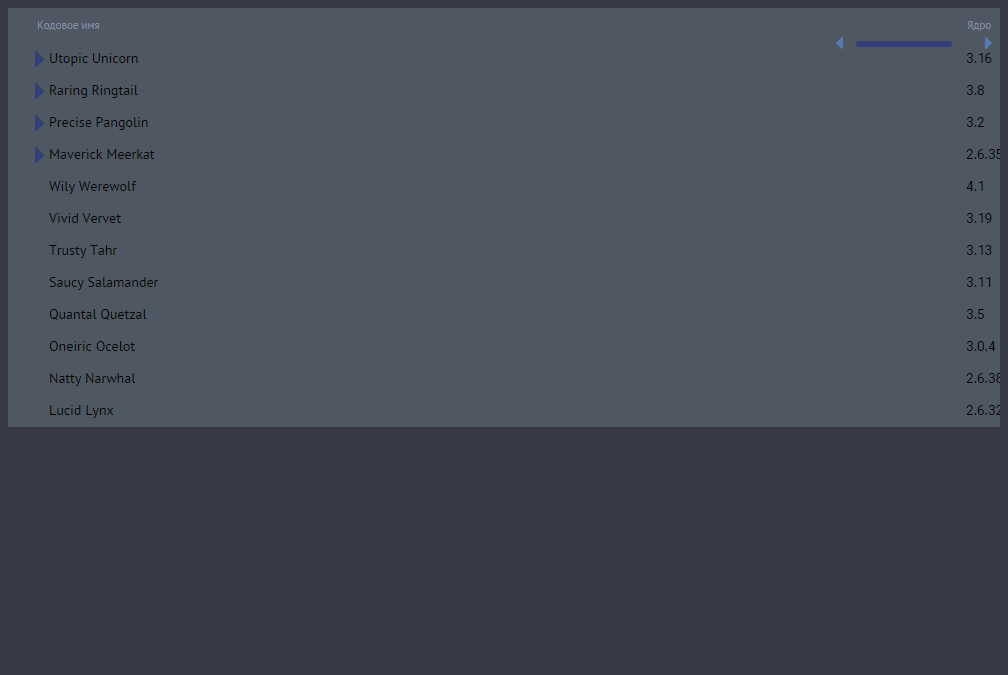 Кодовое имя Ядро
Utopic Unicorn 3.16
Raring Ringtail 3.8
Precise Pangolin 3.2
Maverick Meerkat 2.6.35
Wily Werewolf 4.1
Vivid Vervet 3.19
Trusty Tahr 3.13
Saucy Salamander 3.11
Quantal Quetzal 3.5
Oneiric Ocelot 3.0.4
Natty Narwhal 2.6.38
Lucid Lynx 2.6.32